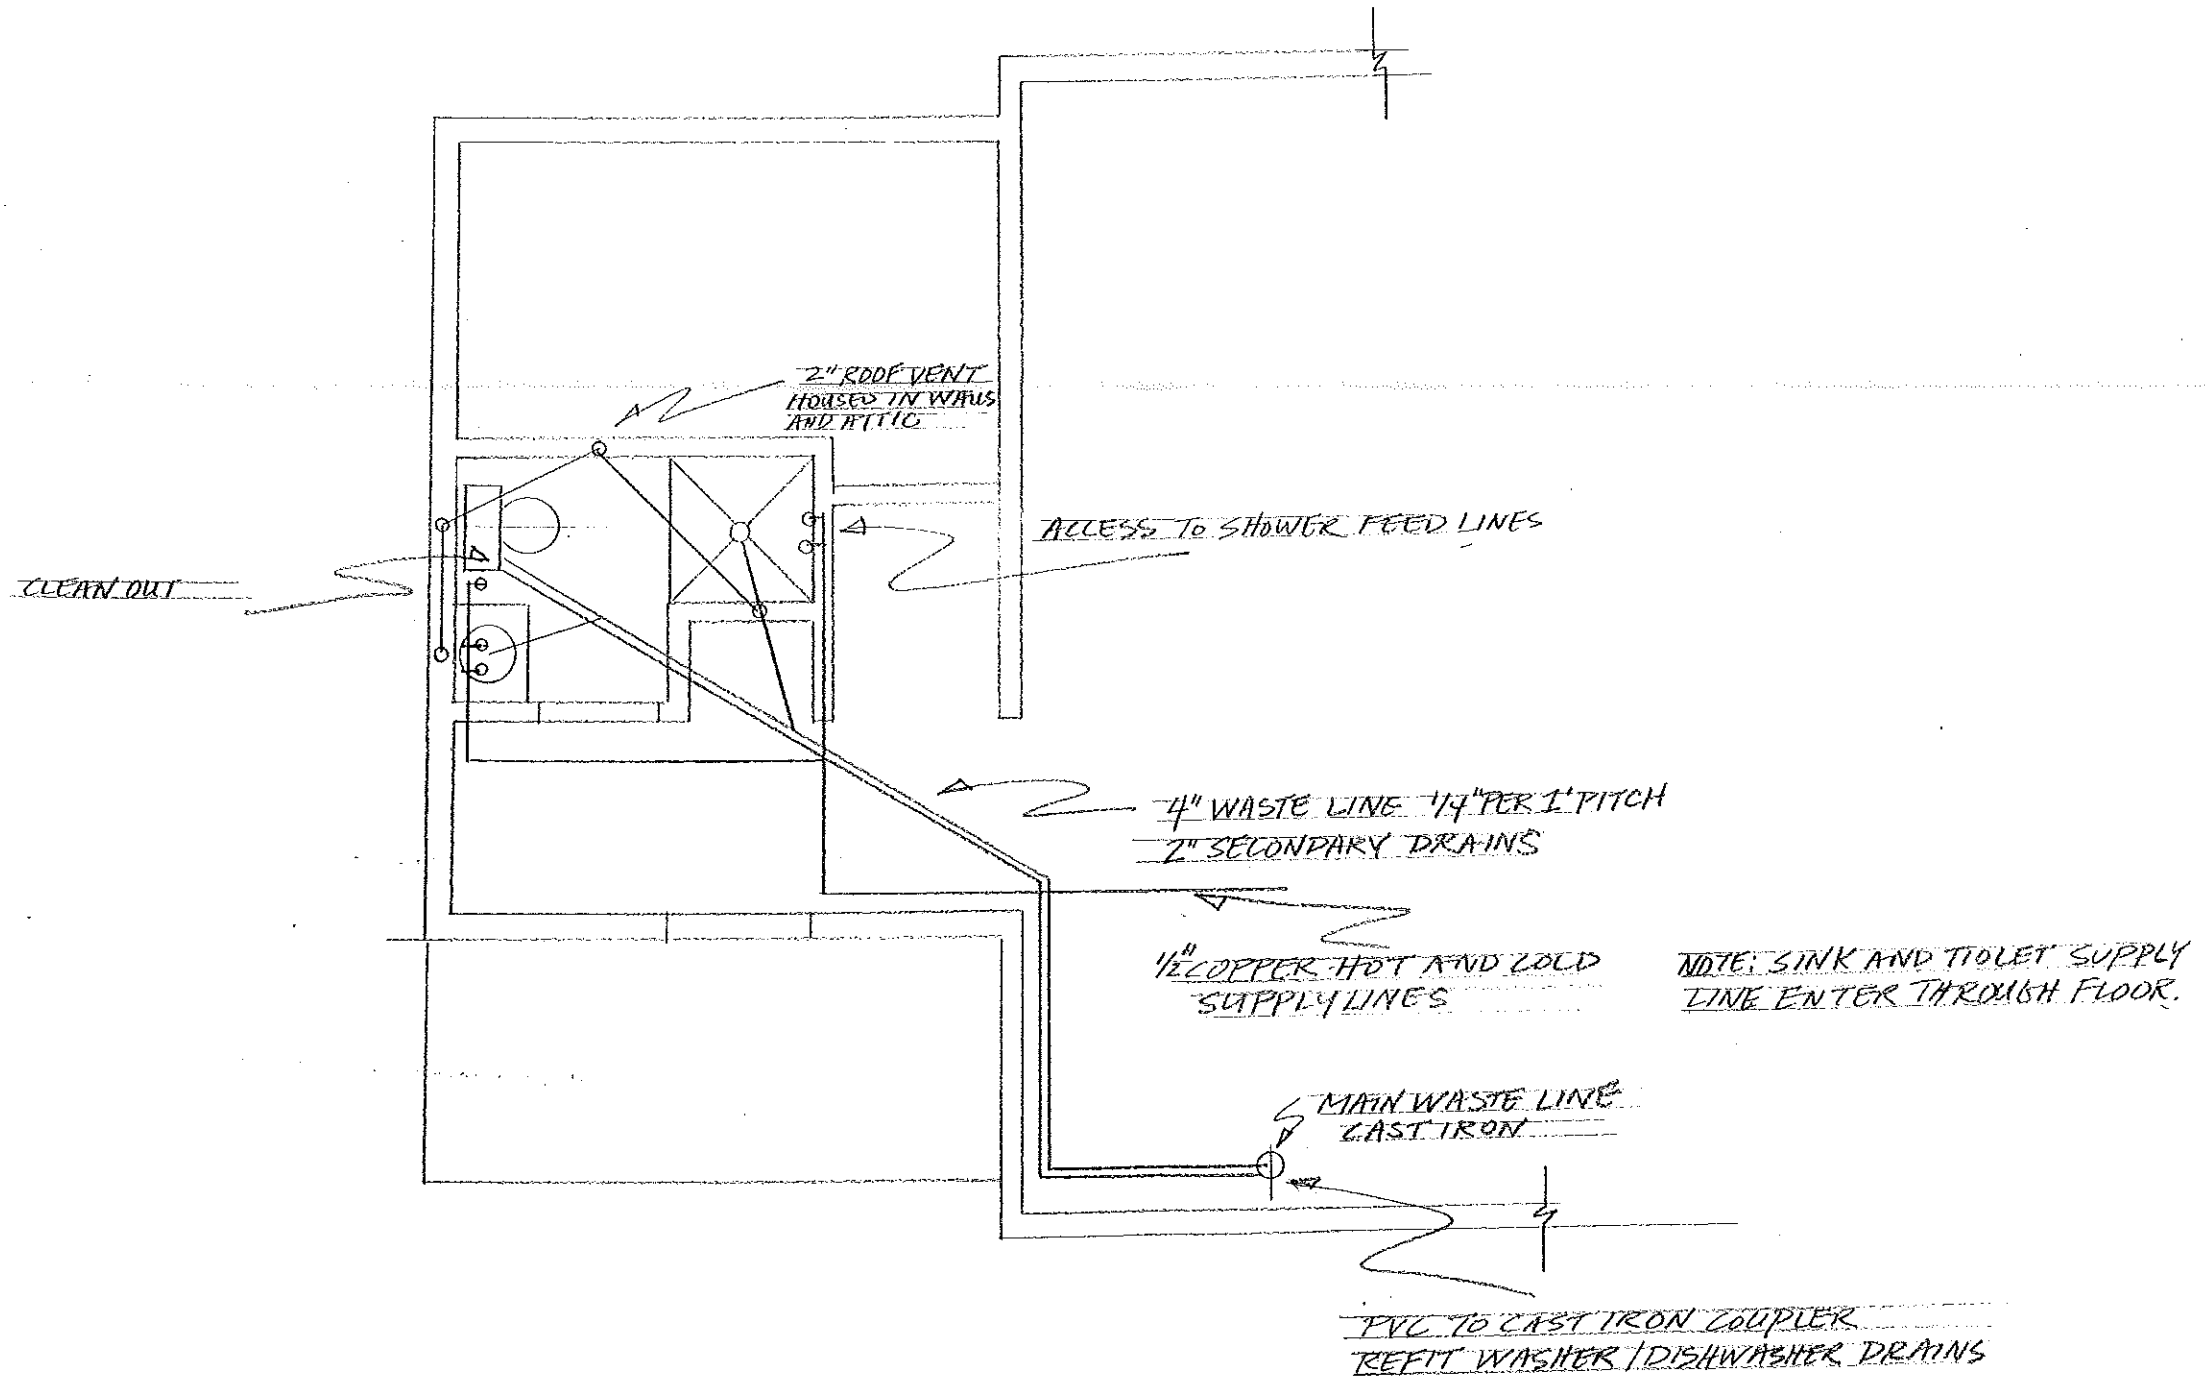 2" ROOF VENT
HOUSED IN WALLS
AND ATTIC
ACCESS TO SHOWER FEED LINES
CLEAN OUT
4" WASTE LINE 1/4" PER 1' PITCH
2" SECONDARY DRAINS
1/2" COPPER HOT AND COLD
SUPPLY LINES
NOTE: SINK AND TIOLET SUPPLY
LINE ENTER THROUGH FLOOR.
MAIN WASTE LINE
CAST IRON
PVC TO CAST IRON COUPLER
REFIT WASHER / DISHWASHER DRAINS